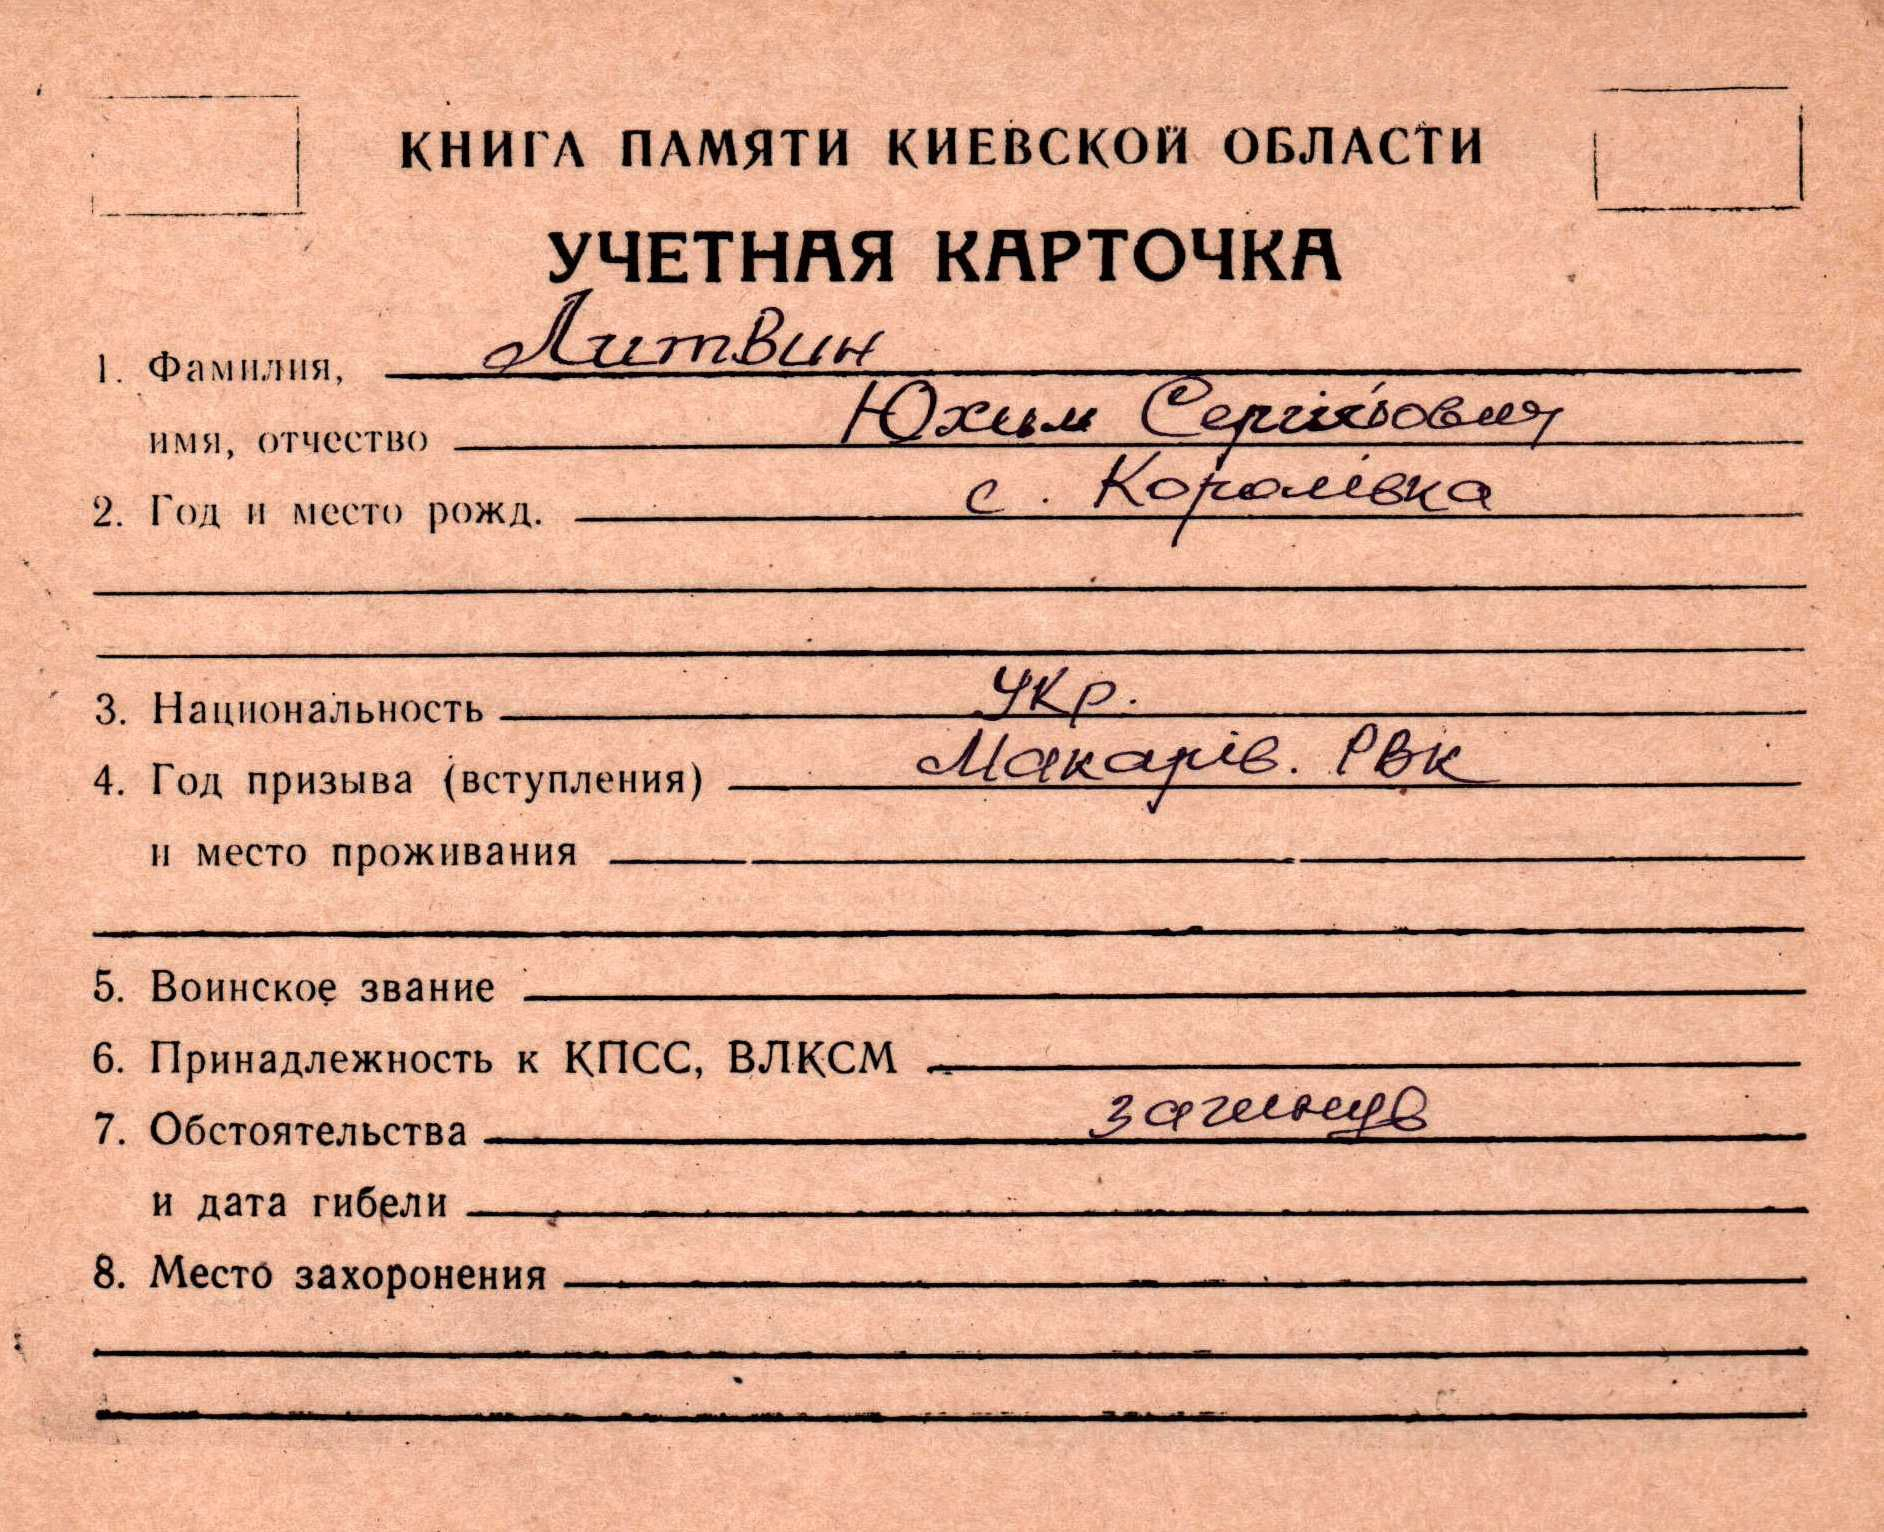 КНИГА ПАМЯТИ КИЕВСКОЙ ОБЛАСТИ
УЧЕТНАЯ КАРТОЧКА
1. Фамилия, Литвин
имя, отчество Юхим Сергійович
2. Год и место рожд. с. Королівка
3. Национальность укр.
4. Год призыва (вступления) Макарів. РВК
и место проживания
5. Воинское звание
6. Принадлежность к КПСС, ВЛКСМ
7. Обстоятельства загинув
и дата гибели
8. Место захоронения